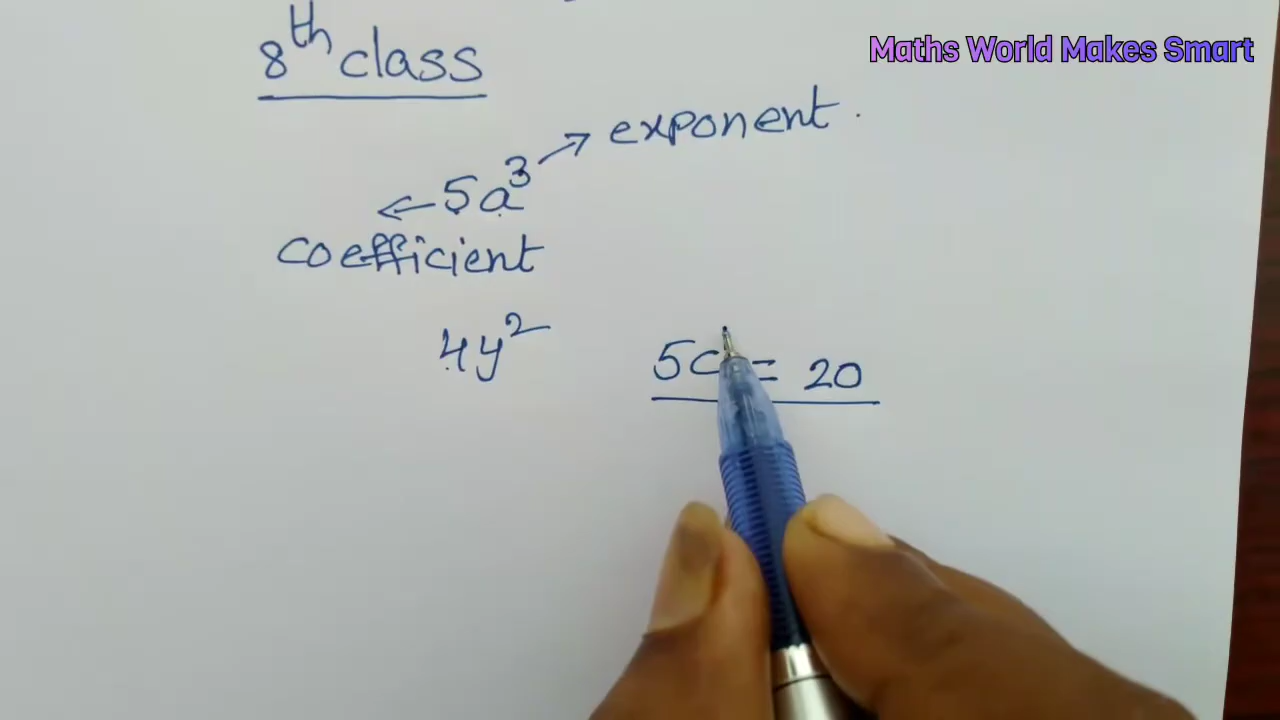 Maths World Makes Smart
8th class
5a³ → exponent.
←
coefficient
4y² 5c = 20